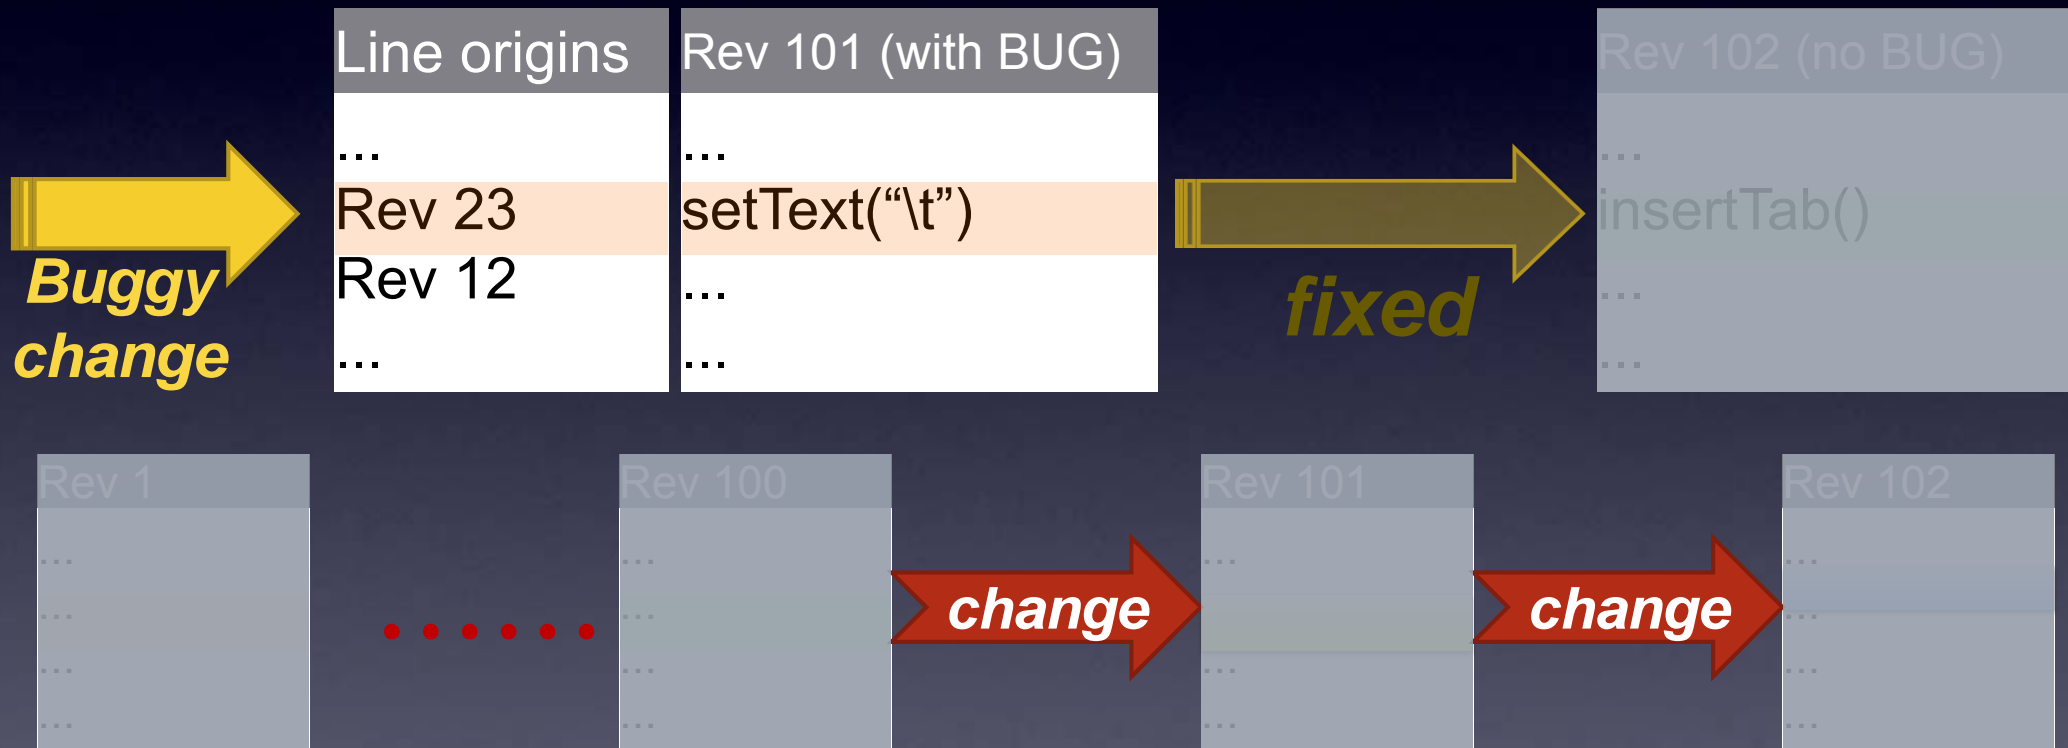 Line origins
...
Rev 23
Rev 12
...
Rev 101 (with BUG)
...
setText(“\t”)
...
...
Rev 102 (no BUG)
...
insertTab()
...
...
Buggy
change
fixed
Rev 1
...
...
...
...
Rev 100
...
...
...
...
change
Rev 101
...
...
...
change
Rev 102
...
...
...
...